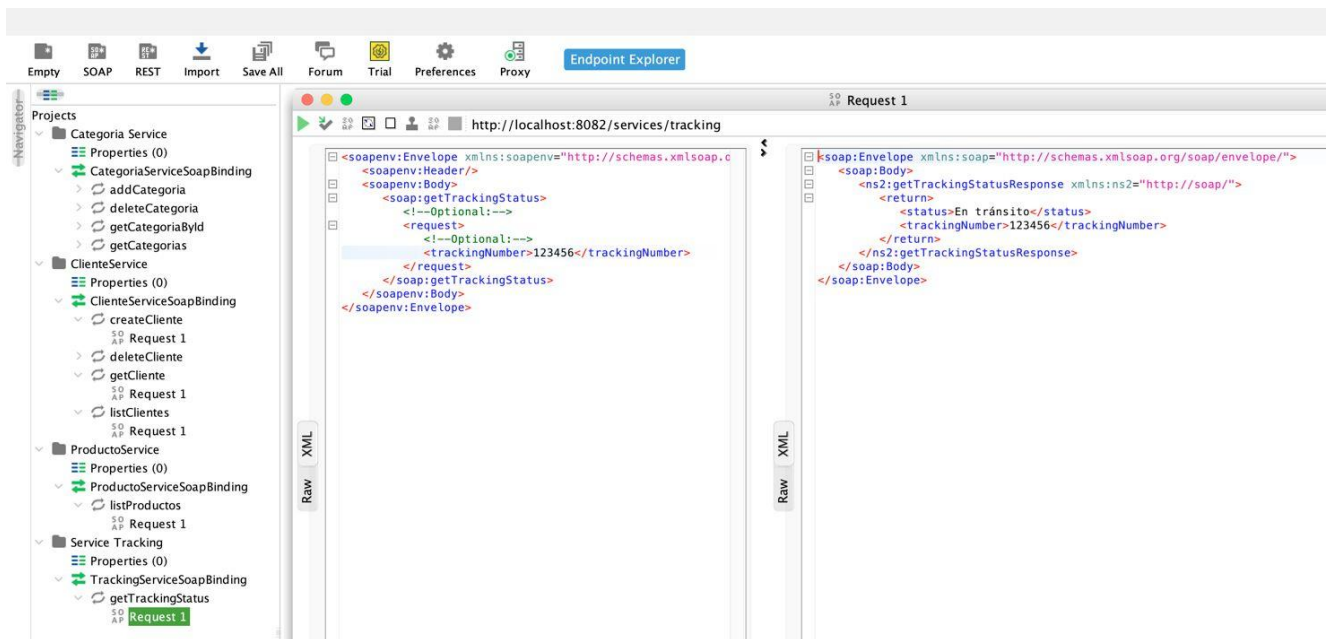 Empty SOAP REST Import Save All Forum Trial Preferences Proxy Endpoint Explorer
Navigator
Projects
Categoria Service
Properties (0)
CategoriaServiceSoapBinding
addCategoria
deleteCategoria
getCategoriaById
getCategorias
ClienteService
Properties (0)
ClienteServiceSoapBinding
createCliente
Request 1
deleteCliente
getCliente
Request 1
listClientes
Request 1
ProductoService
Properties (0)
ProductoServiceSoapBinding
listProductos
Request 1
Service Tracking
Properties (0)
TrackingServiceSoapBinding
getTrackingStatus
Request 1
Request 1
http://localhost:8082/services/tracking
XML
Raw
<soapenv:Envelope xmlns:soapenv="http://schemas.xmlsoap.c
<soapenv:Header/>
<soapenv:Body>
<soap:getTrackingStatus>
<!--Optional:-->
<request>
<!--Optional:-->
<trackingNumber>123456</trackingNumber>
</request>
</soap:getTrackingStatus>
</soapenv:Body>
</soapenv:Envelope>
XML
Raw
<soap:Envelope xmlns:soap="http://schemas.xmlsoap.org/soap/envelope/">
<soap:Body>
<ns2:getTrackingStatusResponse xmlns:ns2="http://soap/">
<return>
<status>En tránsito</status>
<trackingNumber>123456</trackingNumber>
</return>
</ns2:getTrackingStatusResponse>
</soap:Body>
</soap:Envelope>